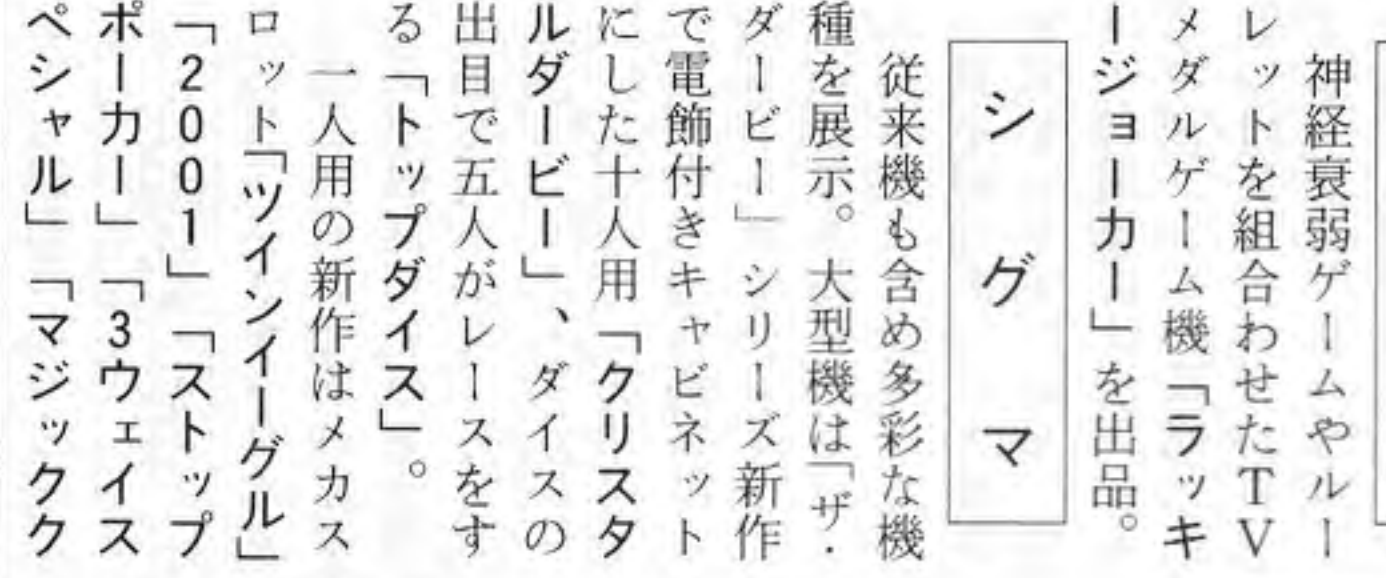 神経衰弱ゲームやルー
レットを組合わせたTV
メダルゲーム機「ラッキ
ージョーカー」を出品。
シグマ
従来機も含め多彩な機
種を展示。大型機は「ザ・
ダービー」シリーズ新作
で電飾付きキャビネット
にした十人用「クリスタ
ルダービー」、ダイスの
出目で五人がレースをす
る「トップダイス」。
一人用の新作はメカス
ロット「ツインイーグル」
「2001」「ストップ
ポーカー」「3ウェイス
ペシャル」「マジックク